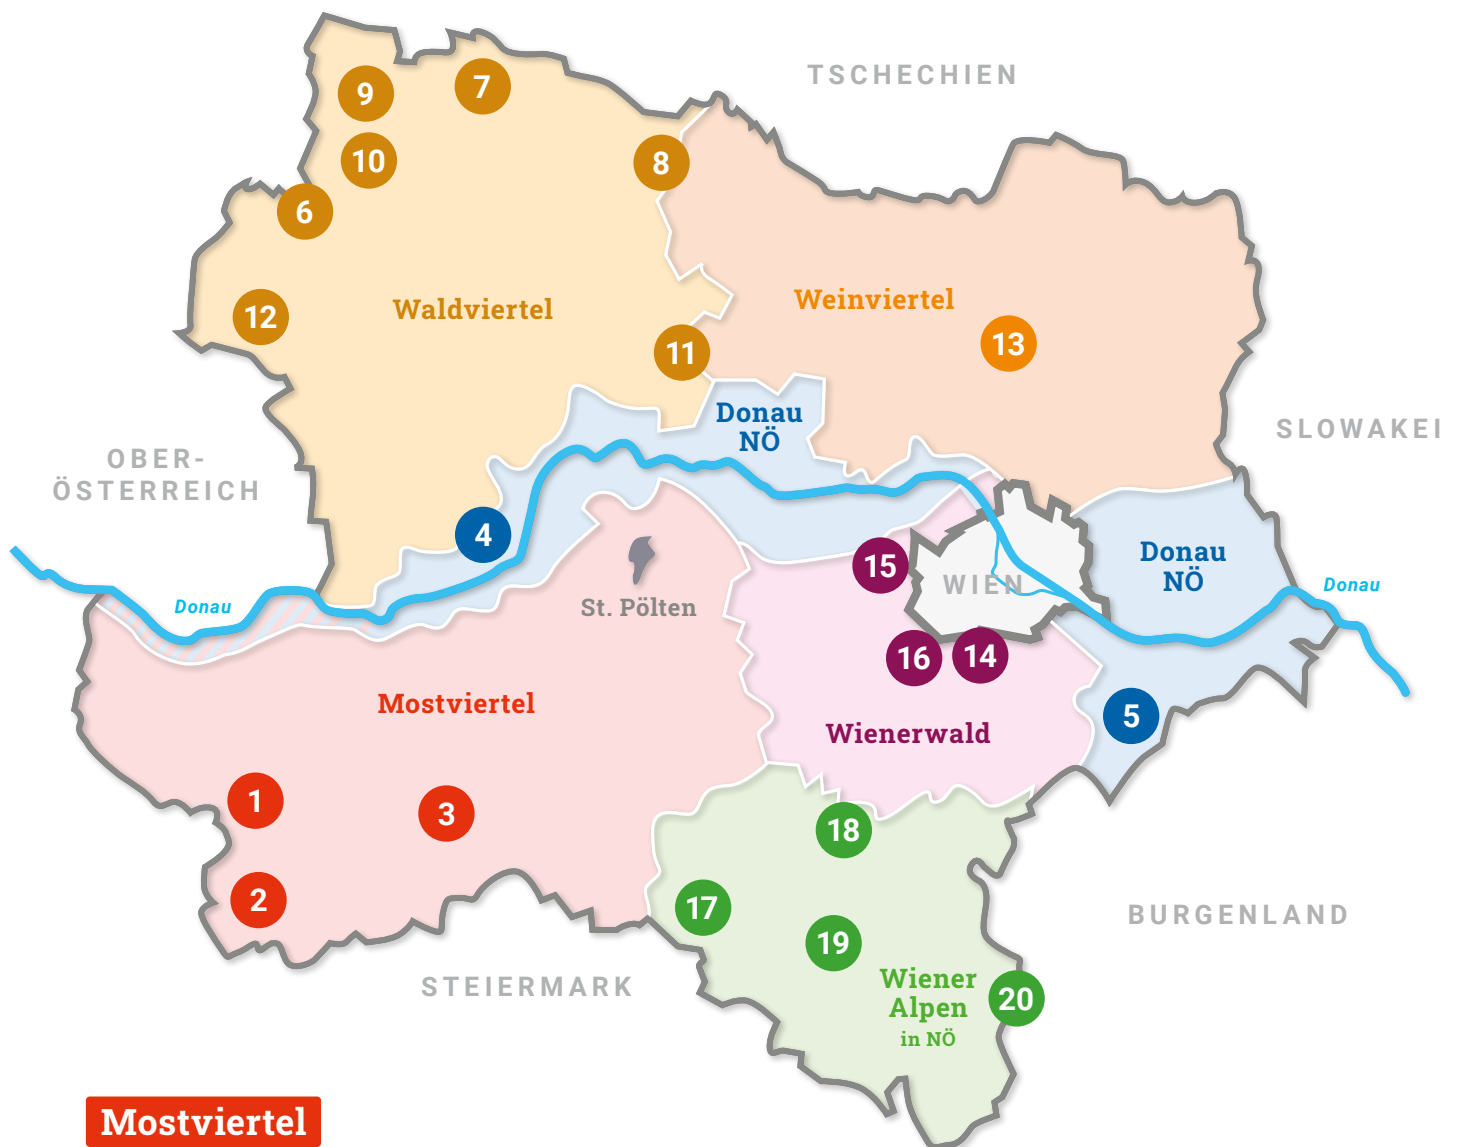 TSCHECHIEN
9
7
10
8
6
12
Waldviertel
Weinviertel
13
11
Donau
NÖ
SLOWAKEI
OBER-
ÖSTERREICH
4
15
WIEN
Donau
NÖ
Donau
Donau
St. Pölten
16
14
Mostviertel
Wienerwald
5
1
3
18
2
17
19
BURGENLAND
STEIERMARK
Wiener
Alpen
in NÖ
20
Mostviertel